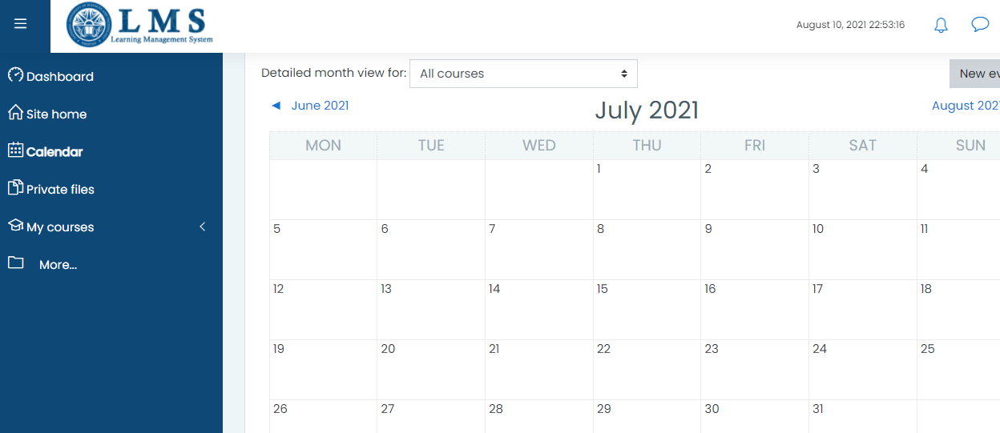 LMS
Learning Management System
August 10, 2021 22:53:16
Dashboard
Site home
Calendar
Private files
My courses
More...
Detailed month view for: All courses
New ev
June 2021
July 2021
August 202
MON TUE WED THU FRI SAT SUN
1 2 3 4
5 6 7 8 9 10 11
12 13 14 15 16 17 18
19 20 21 22 23 24 25
26 27 28 29 30 31